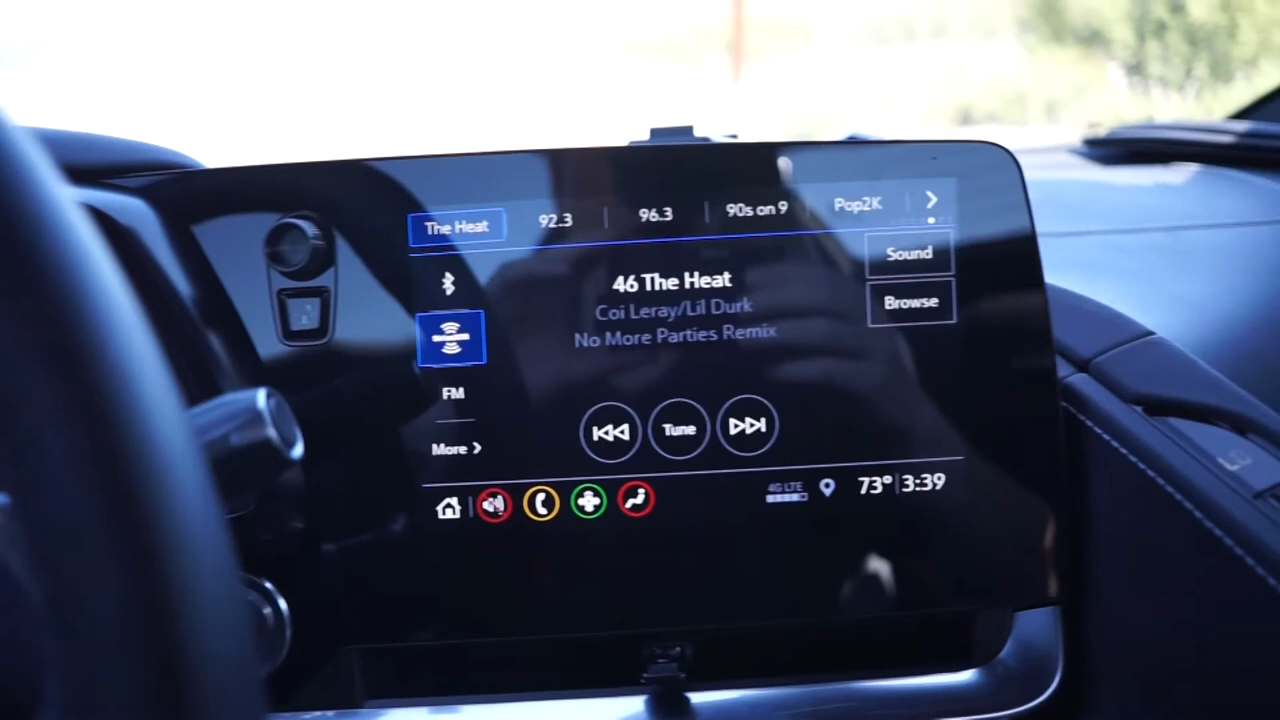 The Heat
92.3
96.3
90s on 9
Pop2K
Sound
46 The Heat
Coi Leray/Lil Durk
Browse
No More Parties Remix
FM
Tune
More
4G LTE
73° 3:39